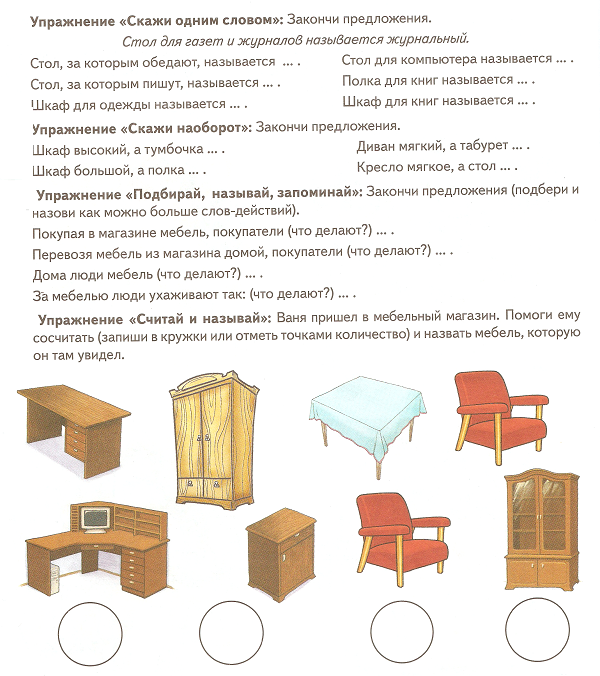 Упражнение «Скажи одним словом»: Закончи предложения.
Стол для газет и журналов называется журнальный.
Стол, за которым обедают, называется ... .
Стол для компьютера называется ... .
Стол, за которым пишут, называется ... .
Полка для книг называется ... .
Шкаф для одежды называется ... .
Шкаф для книг называется ... .
Упражнение «Скажи наоборот»: Закончи предложения.
Шкаф высокий, а тумбочка ... .
Диван мягкий, а табурет ... .
Шкаф большой, а полка ... .
Кресло мягкое, а стол ... .
Упражнение «Подбирай, называй, запоминай»: Закончи предложения (подбери и
назови как можно больше слов-действий).
Покупая в магазине мебель, покупатели (что делают?) ... .
Перевозя мебель из магазина домой, покупатели (что делают?) ... .
Дома люди мебель (что делают?) ... .
За мебелью люди ухаживают так: (что делают?) ... .
Упражнение «Считай и называй»: Ваня пришел в мебельный магазин. Помоги ему
сосчитать (запиши в кружки или отметь точками количество) и назвать мебель, которую
он там увидел.